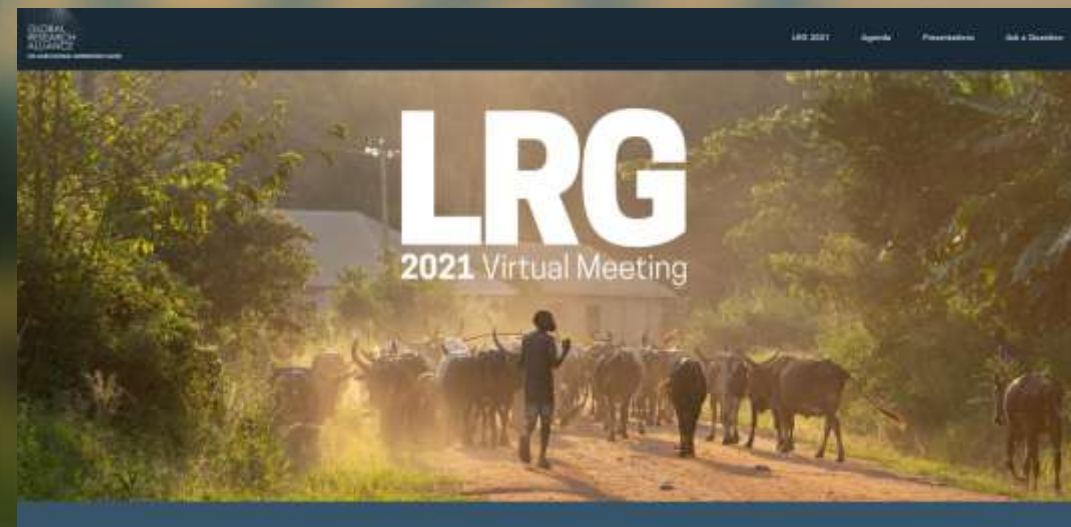 GLOBAL
RESEARCH
ALLIANCE
LRG 2021 Agenda Presentations Ask a Question
LRG
2021 Virtual Meeting